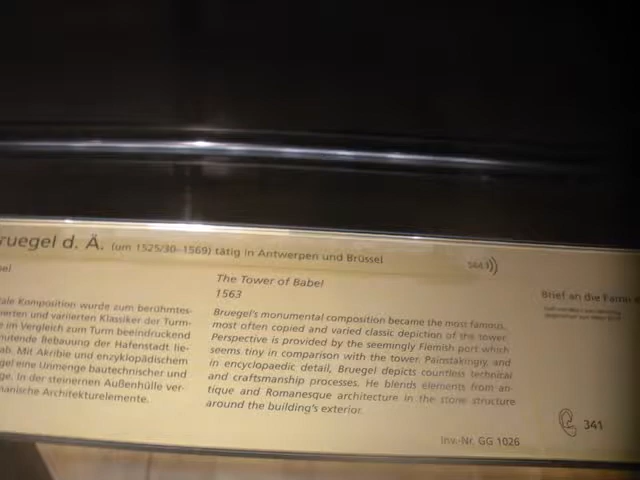 ruegel d. Ä. (um 1525/30–1569) tätig in Antwerpen und Brüssel
bel
ale Komposition wurde zum berühmtes-
ierten und variierten Klassiker der Turm-
e im Vergleich zum Turm beeindruckend
utende Bebauung der Hafenstadt lie-
ab. Mit Akribie und enzyklopädischem
gel eine Unmenge bautechnischer und
ge. In der steinernen Außenhülle ver-
anische Architekturelemente.
The Tower of Babel
1563
Bruegel's monumental composition became the most famous,
most often copied and varied classic depiction of the tower.
Perspective is provided by the seemingly Flemish port which
seems tiny in comparison with the tower. Painstakingly, and
in encyclopaedic detail, Bruegel depicts countless technical
and craftsmanship processes. He blends elements from an-
tique and Romanesque architecture in the stone structure
around the building's exterior.
Inv.-Nr. GG 1026
Brief an die Fami
341